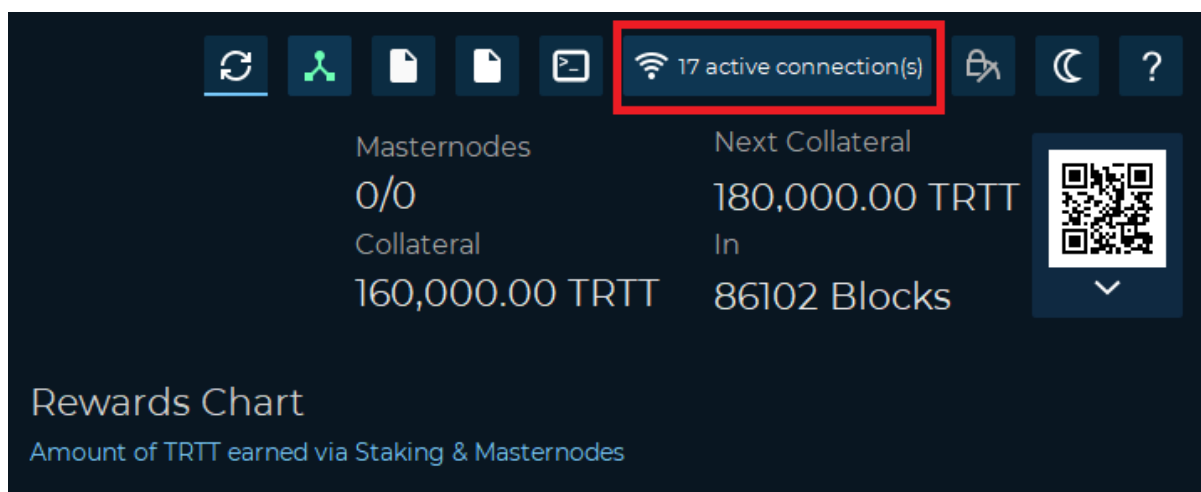 17 active connection(s)
?
Masternodes
0/0
Collateral
160,000.00 TRTT
Next Collateral
180,000.00 TRTT
In
86102 Blocks
Rewards Chart
Amount of TRTT earned via Staking & Masternodes